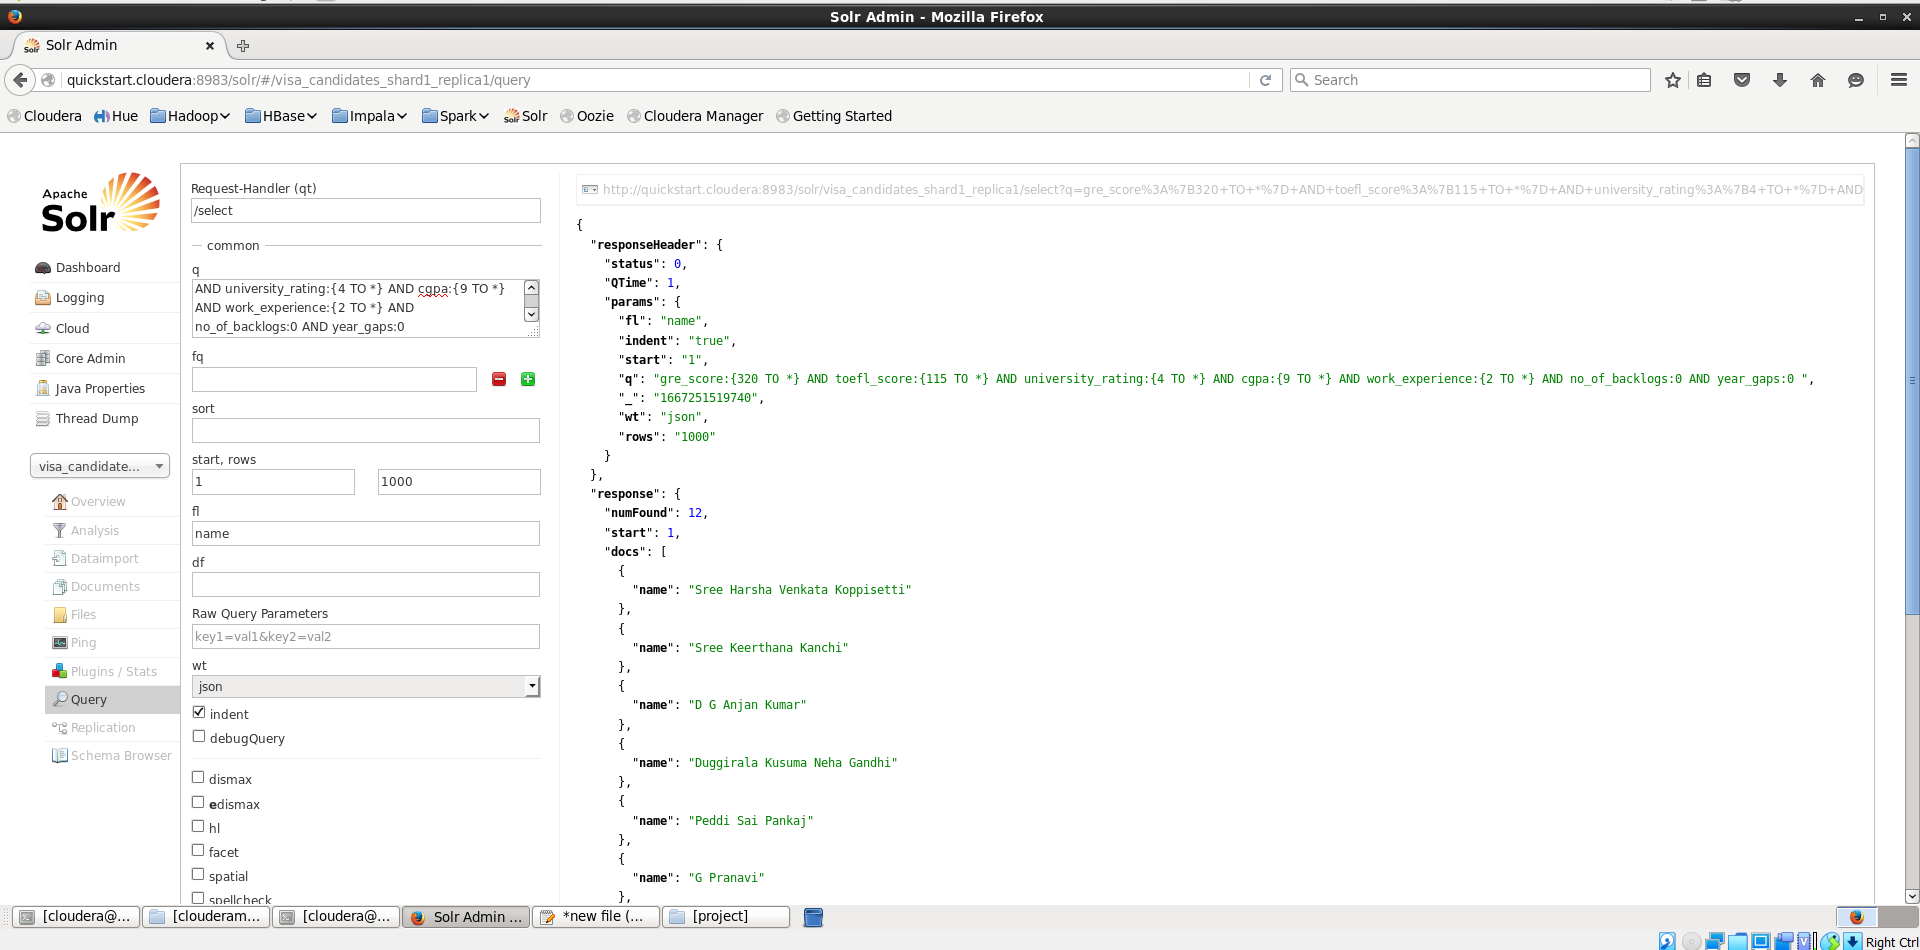 Solr Admin - Mozilla Firefox
Solr Admin
quickstart.cloudera:8983/solr/#/visa_candidates_shard1_replica1/query
Search
Cloudera Hue Hadoop HBase Impala Spark Solr Oozie Cloudera Manager Getting Started
Apache
Solr
Dashboard
Logging
Cloud
Core Admin
Java Properties
Thread Dump
visa_candidate...
Overview
Analysis
Dataimport
Documents
Files
Ping
Plugins / Stats
Query
Replication
Schema Browser
Request-Handler (qt)
/select
common
q
AND university_rating:{4 TO *} AND cgpa:{9 TO *}
AND work_experience:{2 TO *} AND
no_of_backlogs:0 AND year_gaps:0
fq
sort
start, rows
1 1000
fl
name
df
Raw Query Parameters
key1=val1&key2=val2
wt
json
indent
debugQuery
dismax
edismax
hl
facet
spatial
spellcheck
http://quickstart.cloudera:8983/solr/visa_candidates_shard1_replica1/select?q=gre_score%3A%7B320+TO+*%7D+AND+toefl_score%3A%7B115+TO+*%7D+AND+university_rating%3A%7B4+TO+*%7D+AND
{
"responseHeader": {
"status": 0,
"QTime": 1,
"params": {
"fl": "name",
"indent": "true",
"start": "1",
"q": "gre_score:{320 TO *} AND toefl_score:{115 TO *} AND university_rating:{4 TO *} AND cgpa:{9 TO *} AND work_experience:{2 TO *} AND no_of_backlogs:0 AND year_gaps:0 ",
"_": "1667251519740",
"wt": "json",
"rows": "1000"
}
},
"response": {
"numFound": 12,
"start": 1,
"docs": [
{
"name": "Sree Harsha Venkata Koppisetti"
},
{
"name": "Sree Keerthana Kanchi"
},
{
"name": "D G Anjan Kumar"
},
{
"name": "Duggirala Kusuma Neha Gandhi"
},
{
"name": "Peddi Sai Pankaj"
},
{
"name": "G Pranavi"
},
[cloudera@... [clouderam... [cloudera@... Solr Admin ... *new file (... [project]
Right Ctrl